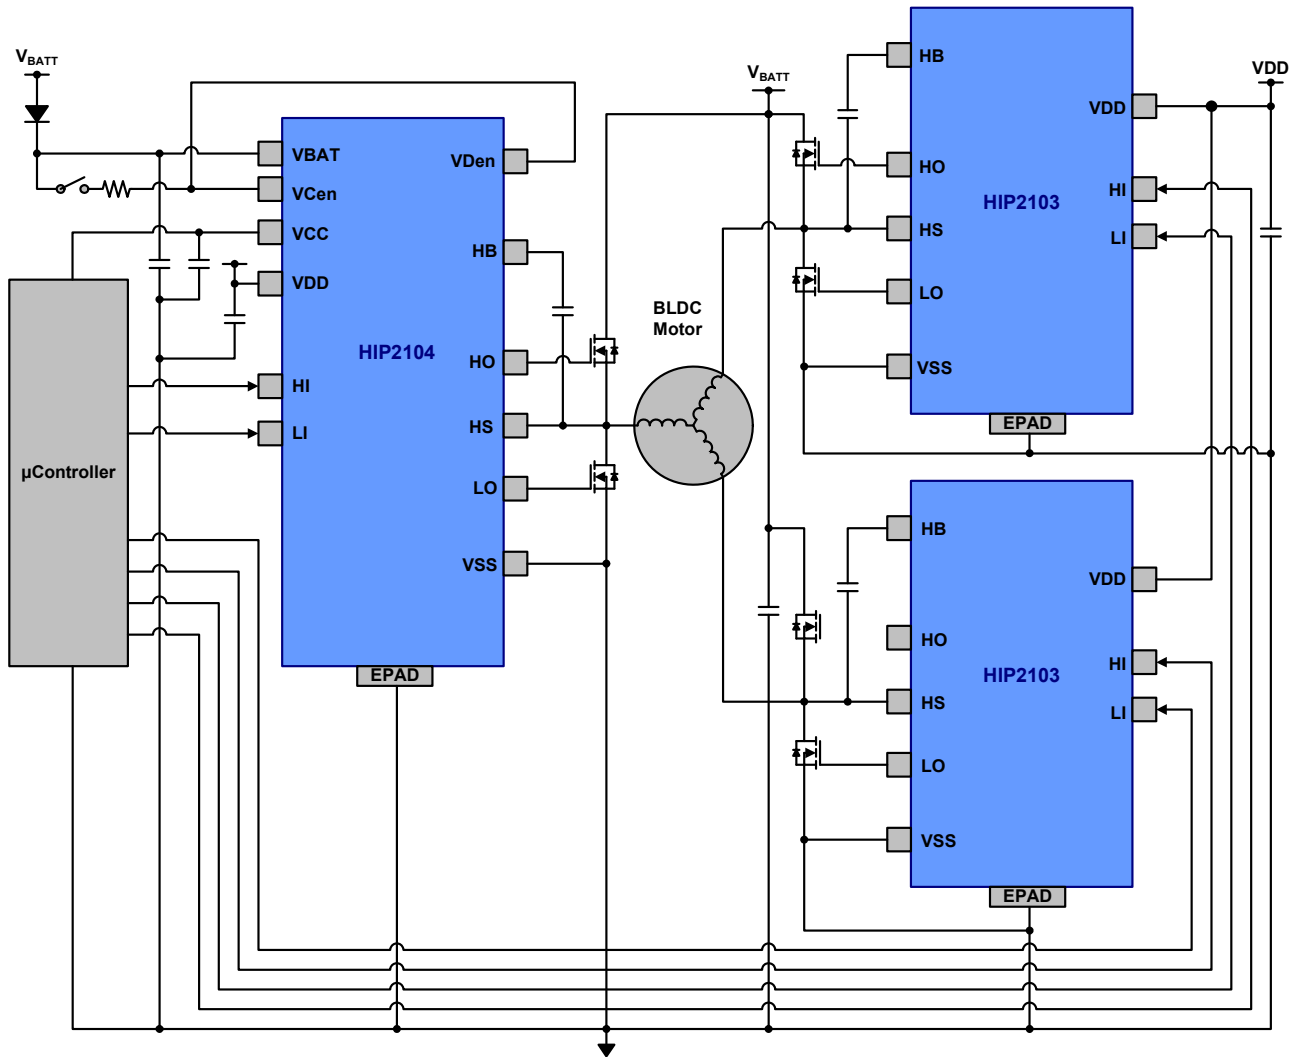 V_BATT
VBAT
VCen
VCC
VDD
HI
LI
VDen
HB
HO
HS
LO
VSS
HIP2104
EPAD
µController
BLDC
Motor
V_BATT
HB
HO
HS
LO
VSS
VDD
HI
LI
HIP2103
EPAD
VDD
HB
HO
HS
LO
VSS
VDD
HI
LI
HIP2103
EPAD